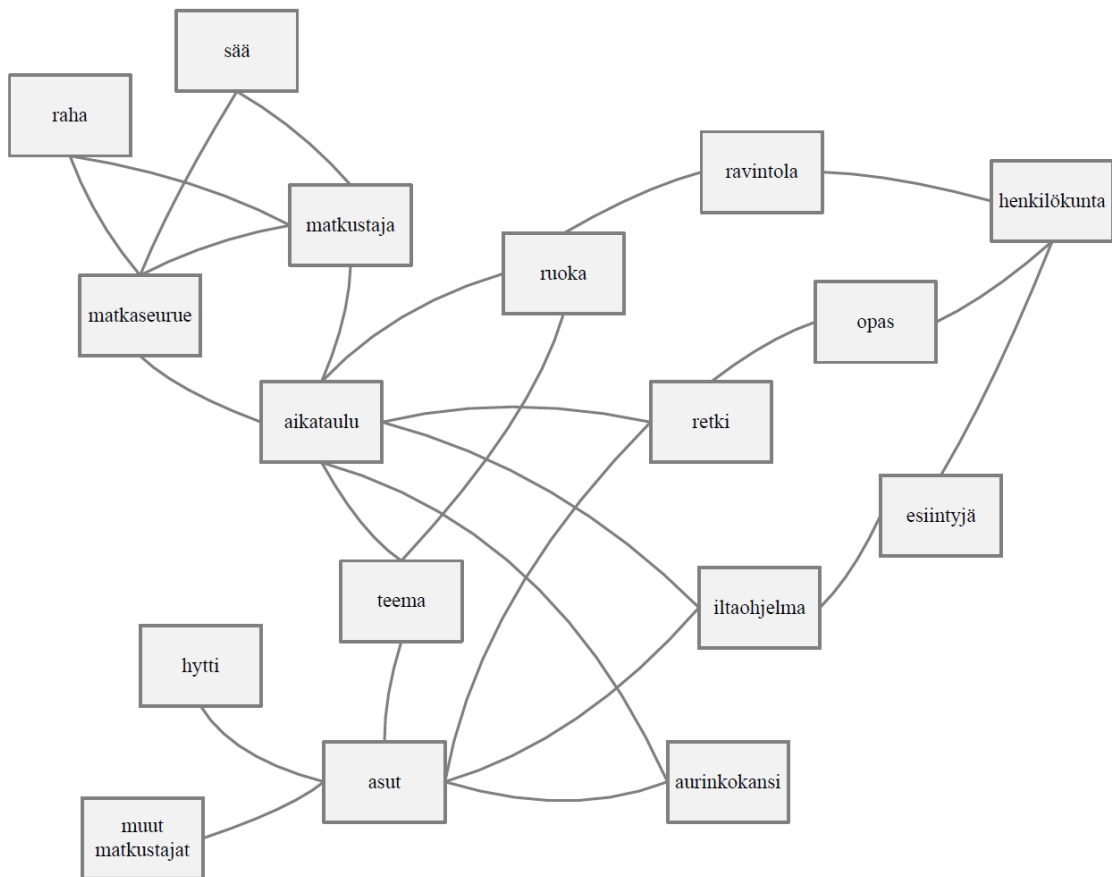 sää
raha
ravintola
henkilökunta
matkustaja
ruoka
matkaseurue
opas
aikataulu
retki
esiintyjä
teema
iltaohjelma
hytti
asut
aurinkokansi
muut
matkustajat